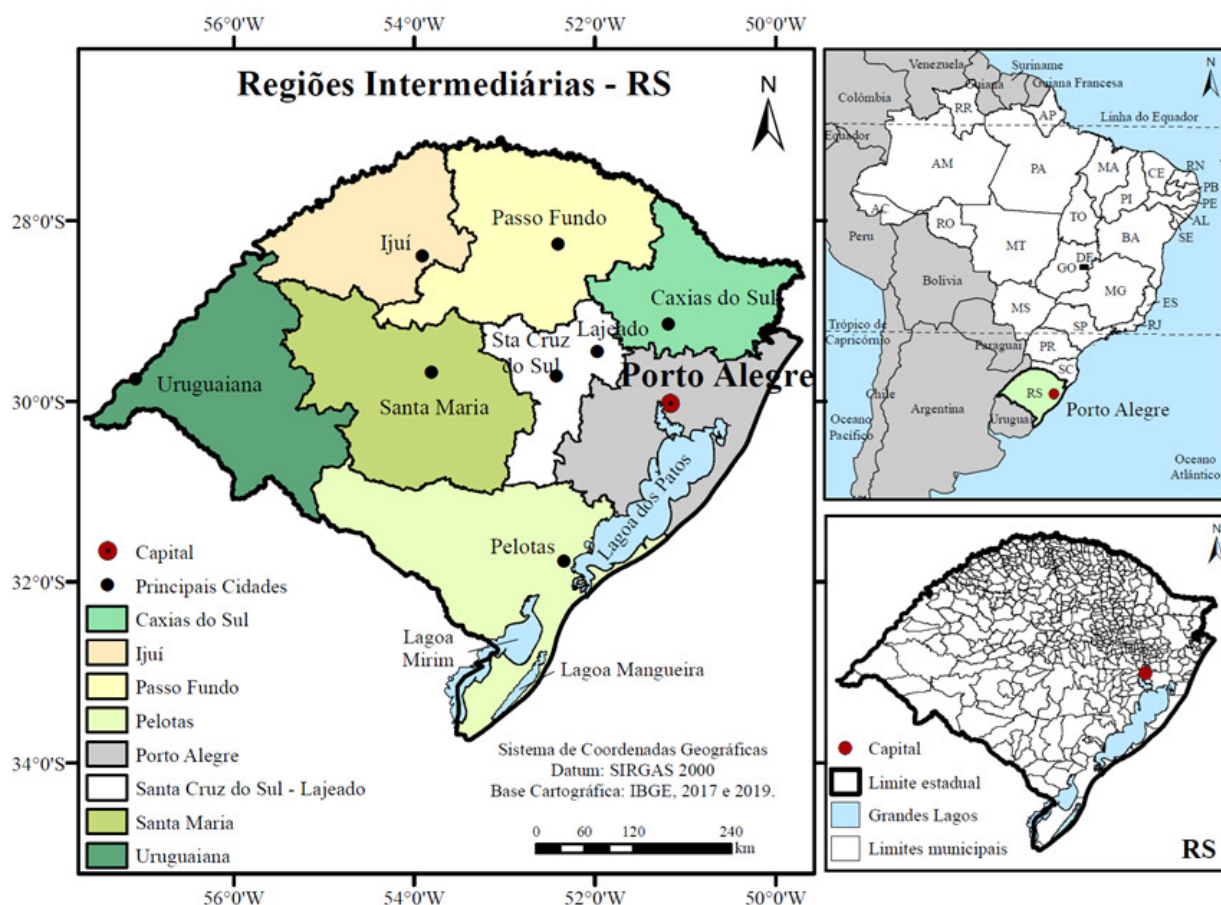 56°0'W 54°0'W 52°0'W 50°0'W
Regiões Intermediárias - RS
N
28°0'S
30°0'S
32°0'S
34°0'S
Ijuí
Passo Fundo
Caxias do Sul
Lajeado
Sta Cruz
do Sul
Porto Alegre
Uruguaiana
Santa Maria
Lagoa dos Patos
Pelotas
Lagoa
Mirim
Lagoa Mangueira
Capital
Principais Cidades
Caxias do Sul
Ijuí
Passo Fundo
Pelotas
Porto Alegre
Santa Cruz do Sul - Lajeado
Santa Maria
Uruguaiana
Sistema de Coordenadas Geográficas
Datum: SIRGAS 2000
Base Cartográfica: IBGE, 2017 e 2019.
0 60 120 240
km
56°0'W 54°0'W 52°0'W 50°0'W
N
Venezuela
Suriname
Guiana
Guiana Francesa
Colômbia
RR
AP
Linha do Equador
Equador
AM
PA
MA
CE
RN
PB
PE
AL
SE
PI
AC
RO
TO
BA
Peru
MT
DF
GO
Bolivia
MG
ES
MS
SP
RJ
Trópico de
Capricórnio
Paraguai
PR
SC
RS
Chile
Argentina
Uruguai
Porto Alegre
Oceano
Pacífico
Oceano
Atlântico
N
Capital
Limite estadual
Grandes Lagos
Limites municipais
RS